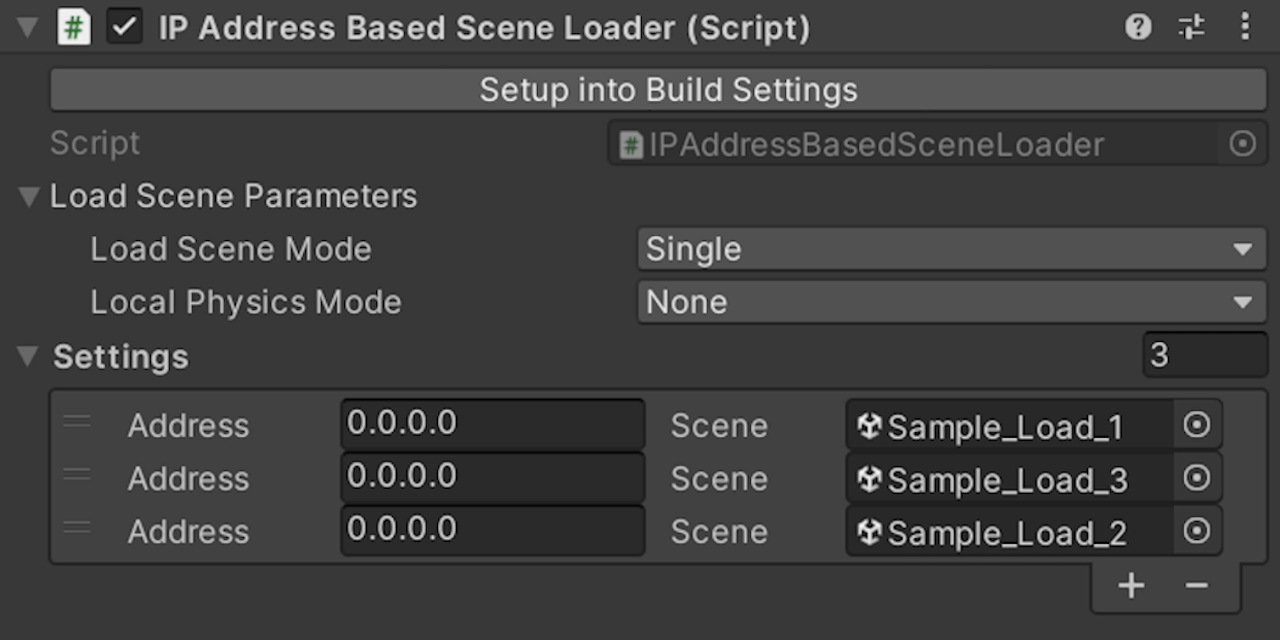 IP Address Based Scene Loader (Script)
Setup into Build Settings
Script IPAddressBasedSceneLoader
Load Scene Parameters
Load Scene Mode Single
Local Physics Mode None
Settings 3
Address 0.0.0.0 Scene Sample_Load_1
Address 0.0.0.0 Scene Sample_Load_3
Address 0.0.0.0 Scene Sample_Load_2